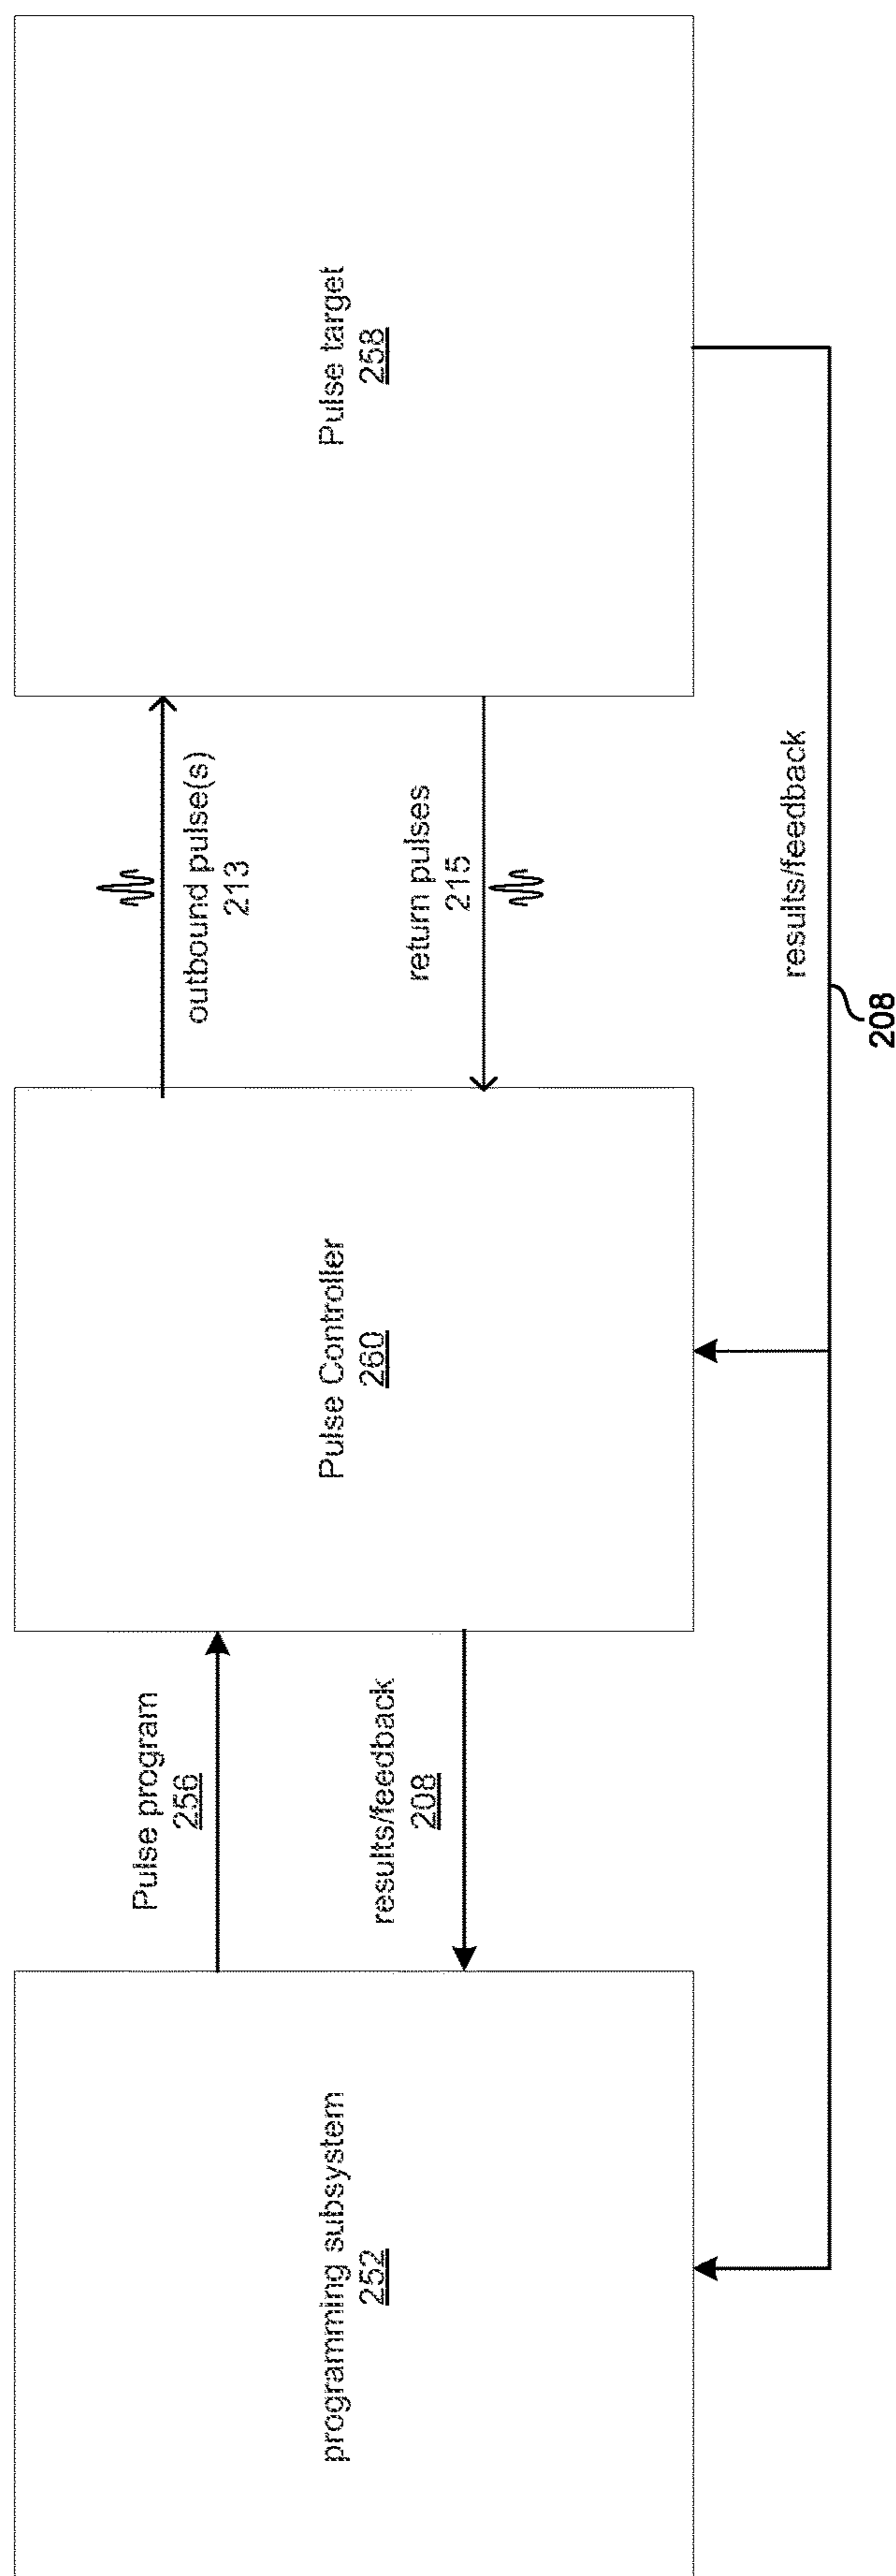 programming subsystem
252
Pulse program
256
results/feedback
208
Pulse Controller
260
outbound pulse(s)
213
return pulses
215
Pulse target
258
results/feedback
208